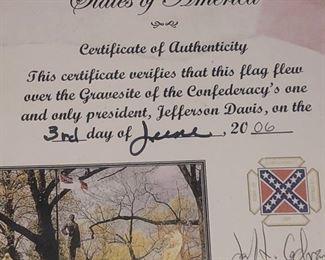 States of America
Certificate of Authenticity
This certificate verifies that this flag flew
over the Gravesite of the Confederacy's one
and only president, Jefferson Davis, on the
3rd day of June, 2006